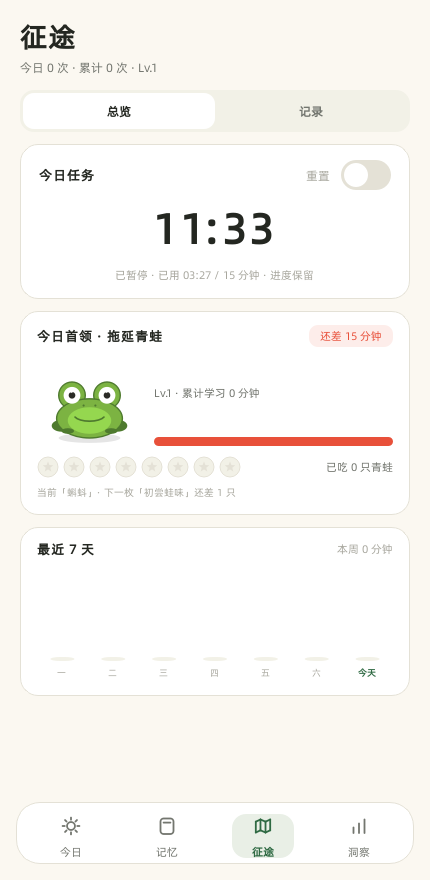 征途
今日 0 次 · 累计 0 次 · Lv.1
总览
记录
今日任务
重置
11:33
已暂停 · 已用 03:27 / 15 分钟 · 进度保留
今日首领 · 拖延青蛙
还差 15 分钟
Lv.1 · 累计学习 0 分钟
已吃 0 只青蛙
当前「蝌蚪」· 下一枚「初尝蛙味」还差 1 只
最近 7 天
本周 0 分钟
一 二 三 四 五 六 今天
今日 记忆 征途 洞察